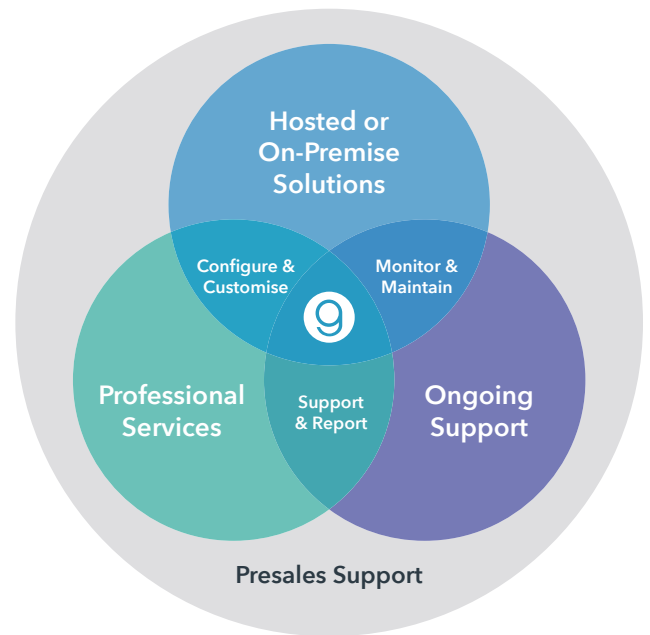 Hosted or
On-Premise
Solutions
Configure &
Customise
Monitor &
Maintain
g
Professional
Services
Support
& Report
Ongoing
Support
Presales Support